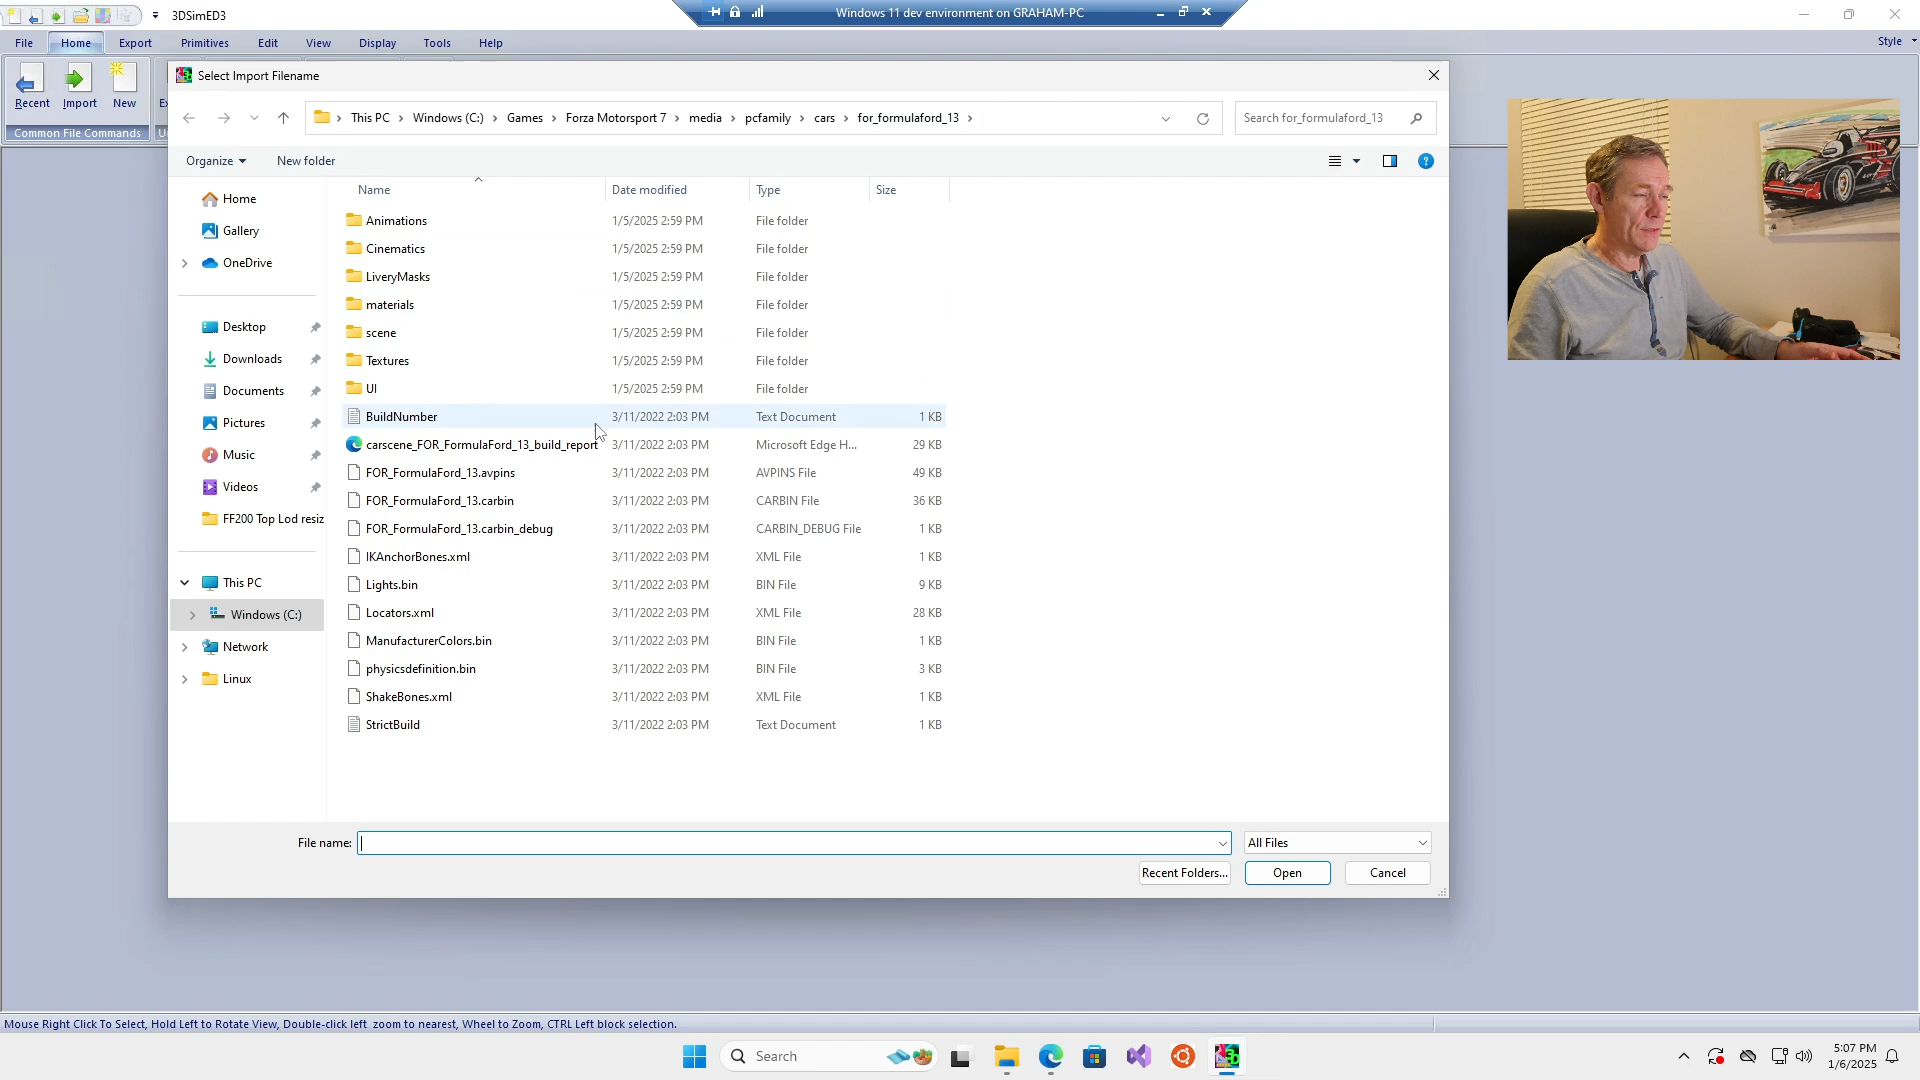 3DSimED3
Windows 11 dev environment on GRAHAM-PC
File Home Export Primitives Edit View Display Tools Help Style
Select Import Filename
Recent Import New
Common File Commands
This PC Windows (C:) Games Forza Motorsport 7 media pcfamily cars for_formulaford_13
Search for_formulaford_13
Organize New folder
Name Date modified Type Size
Home
Gallery
OneDrive
Desktop
Downloads
Documents
Pictures
Music
Videos
FF200 Top Lod resiz
This PC
Windows (C:)
Network
Linux
Animations 1/5/2025 2:59 PM File folder
Cinematics 1/5/2025 2:59 PM File folder
LiveryMasks 1/5/2025 2:59 PM File folder
materials 1/5/2025 2:59 PM File folder
scene 1/5/2025 2:59 PM File folder
Textures 1/5/2025 2:59 PM File folder
UI 1/5/2025 2:59 PM File folder
BuildNumber 3/11/2022 2:03 PM Text Document 1 KB
carscene_FOR_FormulaFord_13_build_report 3/11/2022 2:03 PM Microsoft Edge H... 29 KB
FOR_FormulaFord_13.avpins 3/11/2022 2:03 PM AVPINS File 49 KB
FOR_FormulaFord_13.carbin 3/11/2022 2:03 PM CARBIN File 36 KB
FOR_FormulaFord_13.carbin_debug 3/11/2022 2:03 PM CARBIN_DEBUG File 1 KB
IKAnchorBones.xml 3/11/2022 2:03 PM XML File 1 KB
Lights.bin 3/11/2022 2:03 PM BIN File 9 KB
Locators.xml 3/11/2022 2:03 PM XML File 28 KB
ManufacturerColors.bin 3/11/2022 2:03 PM BIN File 1 KB
physicsdefinition.bin 3/11/2022 2:03 PM BIN File 3 KB
ShakeBones.xml 3/11/2022 2:03 PM XML File 1 KB
StrictBuild 3/11/2022 2:03 PM Text Document 1 KB
File name: All Files
Recent Folders... Open Cancel
Mouse Right Click To Select, Hold Left to Rotate View, Double-click left zoom to nearest, Wheel to Zoom, CTRL Left block selection.
Search
5:07 PM
1/6/2025